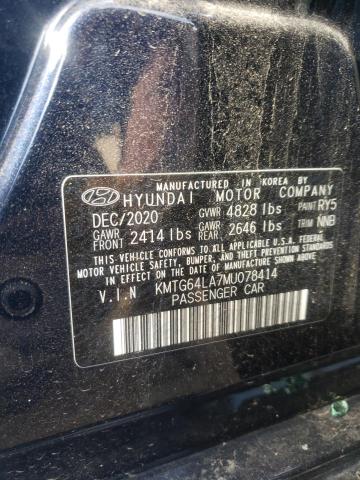 MANUFACTURED IN KOREA BY
HYUNDAI MOTOR COMPANY
DEC/2020 GVWR 4828 lbs PAINT RY5
GAWR FRONT 2414 lbs GAWR REAR 2646 lbs TRIM NNB
THIS VEHICLE CONFORMS TO ALL APPLICABLE U.S.A. FEDERAL
MOTOR VEHICLE SAFETY, BUMPER, AND THEFT PREVENTION
STANDARDS IN EFFECT ON THE DATE OF MANUFACTURE SHOWN ABOVE.
V.I.N KMTG64LA7MU078414
PASSENGER CAR